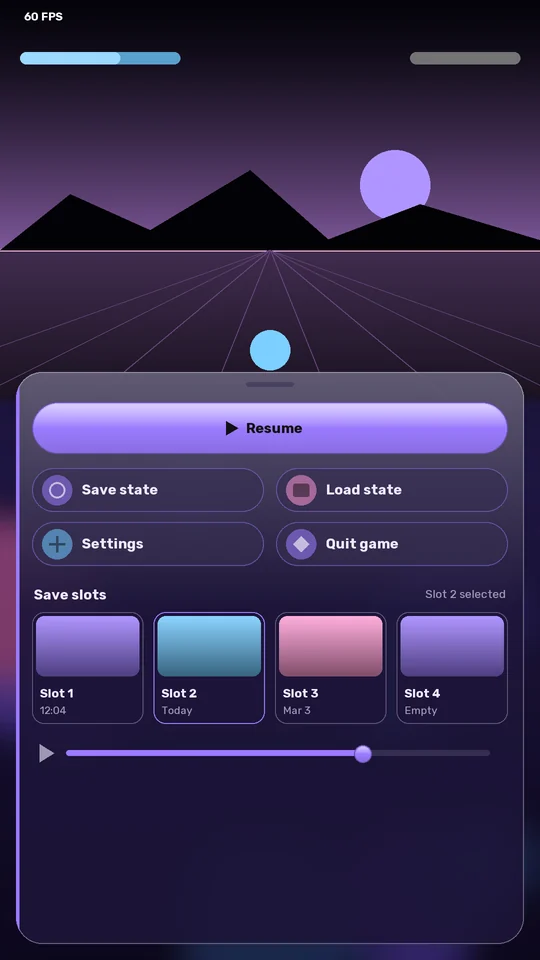 60 FPS
Resume
Save state
Load state
Settings
Quit game
Save slots
Slot 2 selected
Slot 1
12:04
Slot 2
Today
Slot 3
Mar 3
Slot 4
Empty